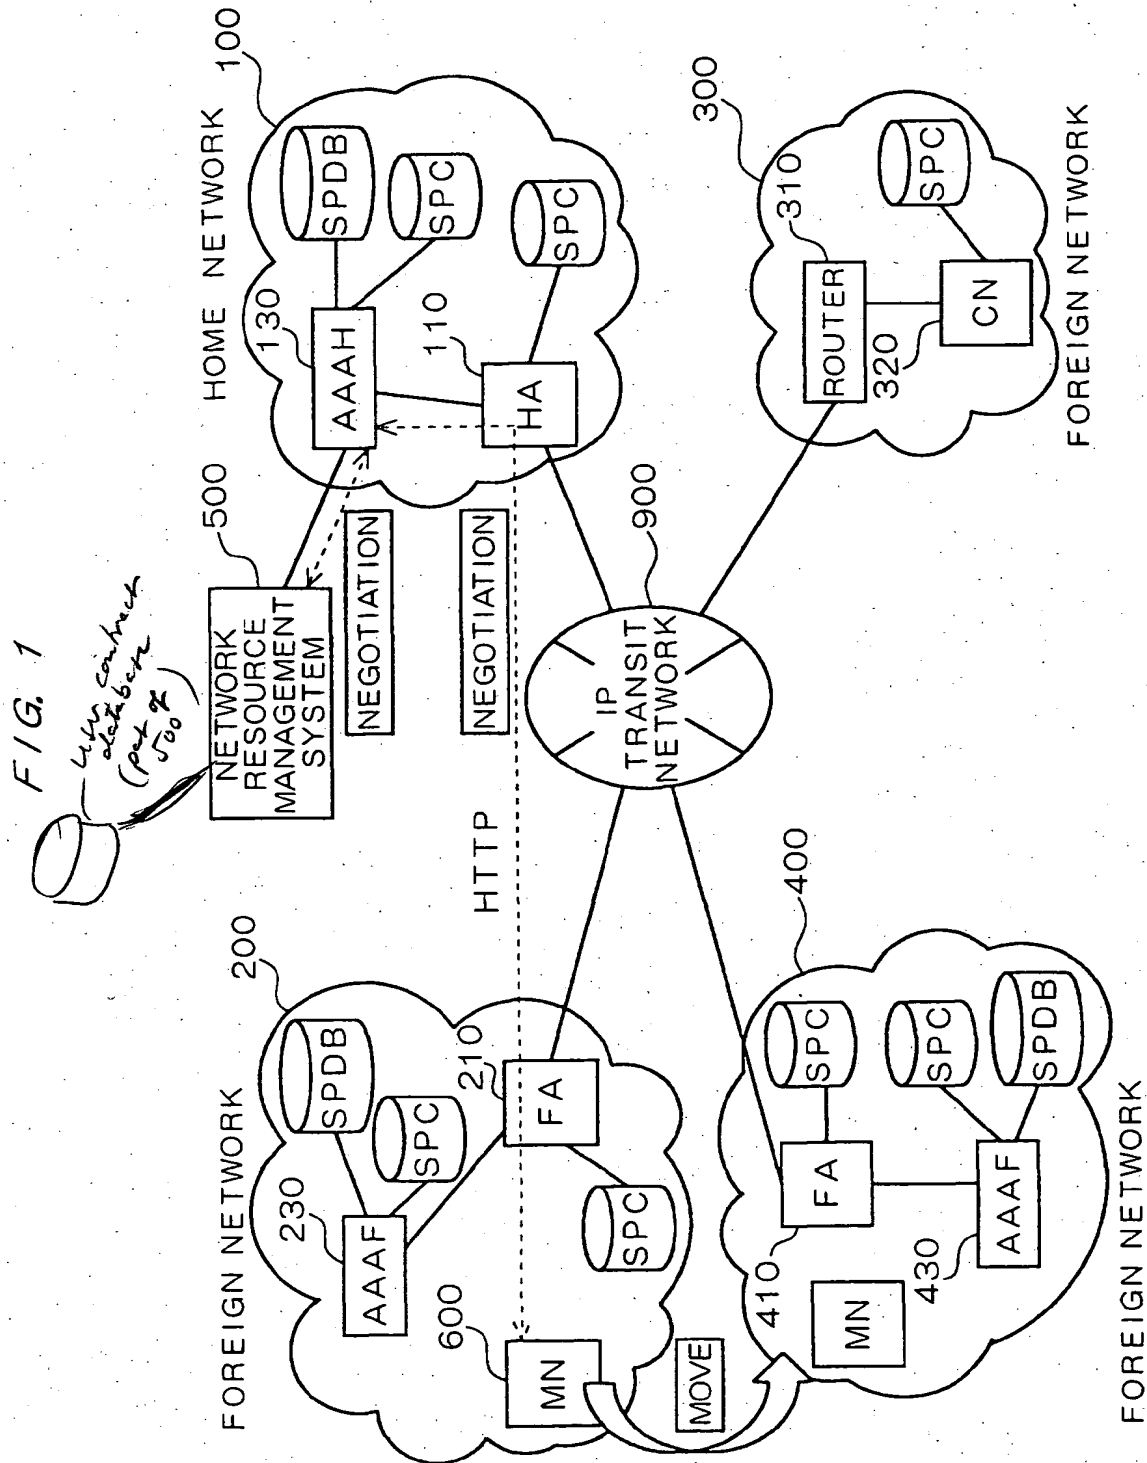 FIG. 1
user contract
database
(part of
500)
NETWORK
RESOURCE
MANAGEMENT
SYSTEM
500
HOME NETWORK
100
130
AAAH
SPDB
SPC
110
HA
SPC
NEGOTIATION
NEGOTIATION
HTTP
FOREIGN NETWORK
200
230
AAAF
SPDB
SPC
210
FA
SPC
600
MN
MOVE
IP
TRANSIT
NETWORK
900
300
310
ROUTER
320
CN
SPC
FOREIGN NETWORK
400
410
FA
SPC
SPC
SPDB
430
AAAF
MN
FOREIGN NETWORK